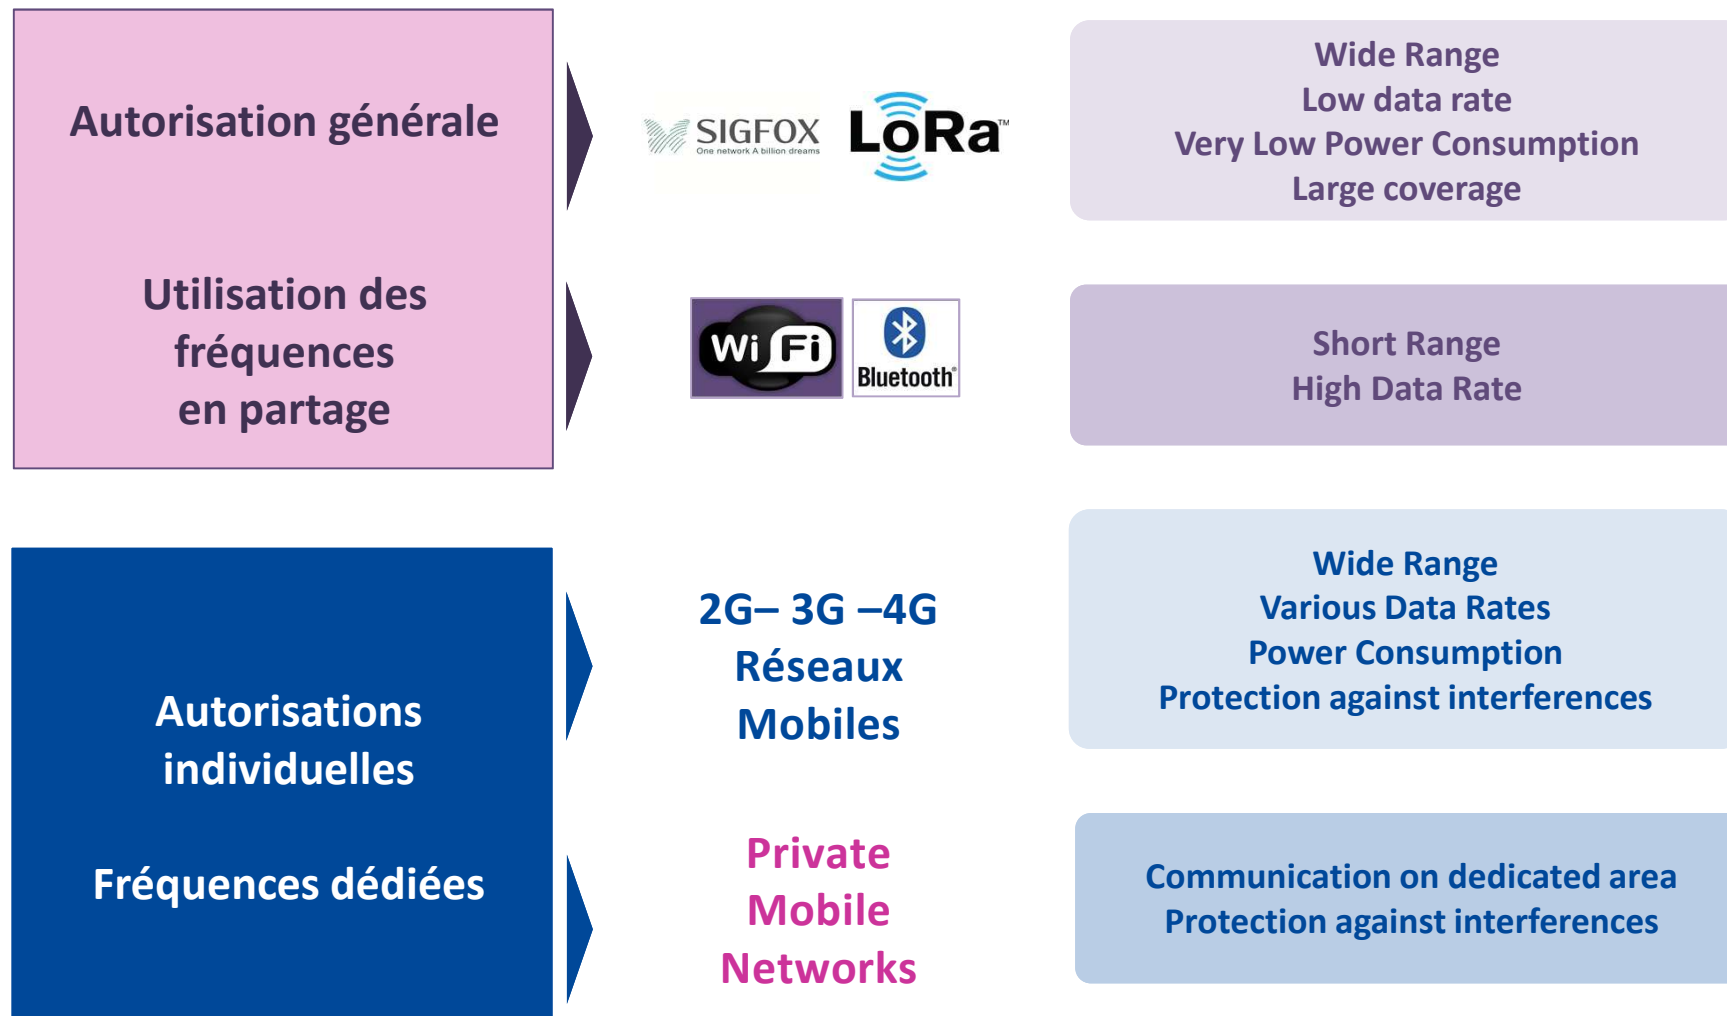 Autorisation générale
Utilisation des
fréquences
en partage
SIGFOX
One network A billion dreams
LoRa™
Wide Range
Low data rate
Very Low Power Consumption
Large coverage
Wi Fi
Bluetooth®
Short Range
High Data Rate
Autorisations
individuelles
Fréquences dédiées
2G– 3G –4G
Réseaux
Mobiles
Wide Range
Various Data Rates
Power Consumption
Protection against interferences
Private
Mobile
Networks
Communication on dedicated area
Protection against interferences